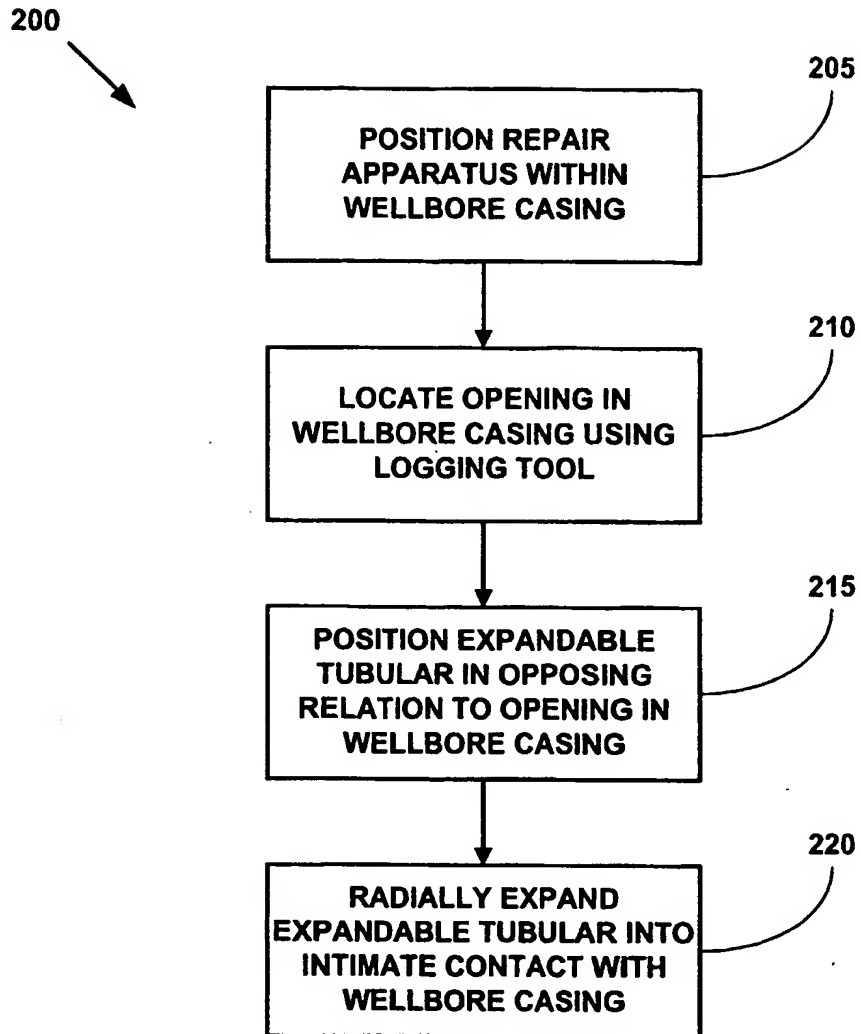 200
205
POSITION REPAIR
APPARATUS WITHIN
WELLBORE CASING
210
LOCATE OPENING IN
WELLBORE CASING USING
LOGGING TOOL
215
POSITION EXPANDABLE
TUBULAR IN OPPOSING
RELATION TO OPENING IN
WELLBORE CASING
220
RADIALLY EXPAND
EXPANDABLE TUBULAR INTO
INTIMATE CONTACT WITH
WELLBORE CASING